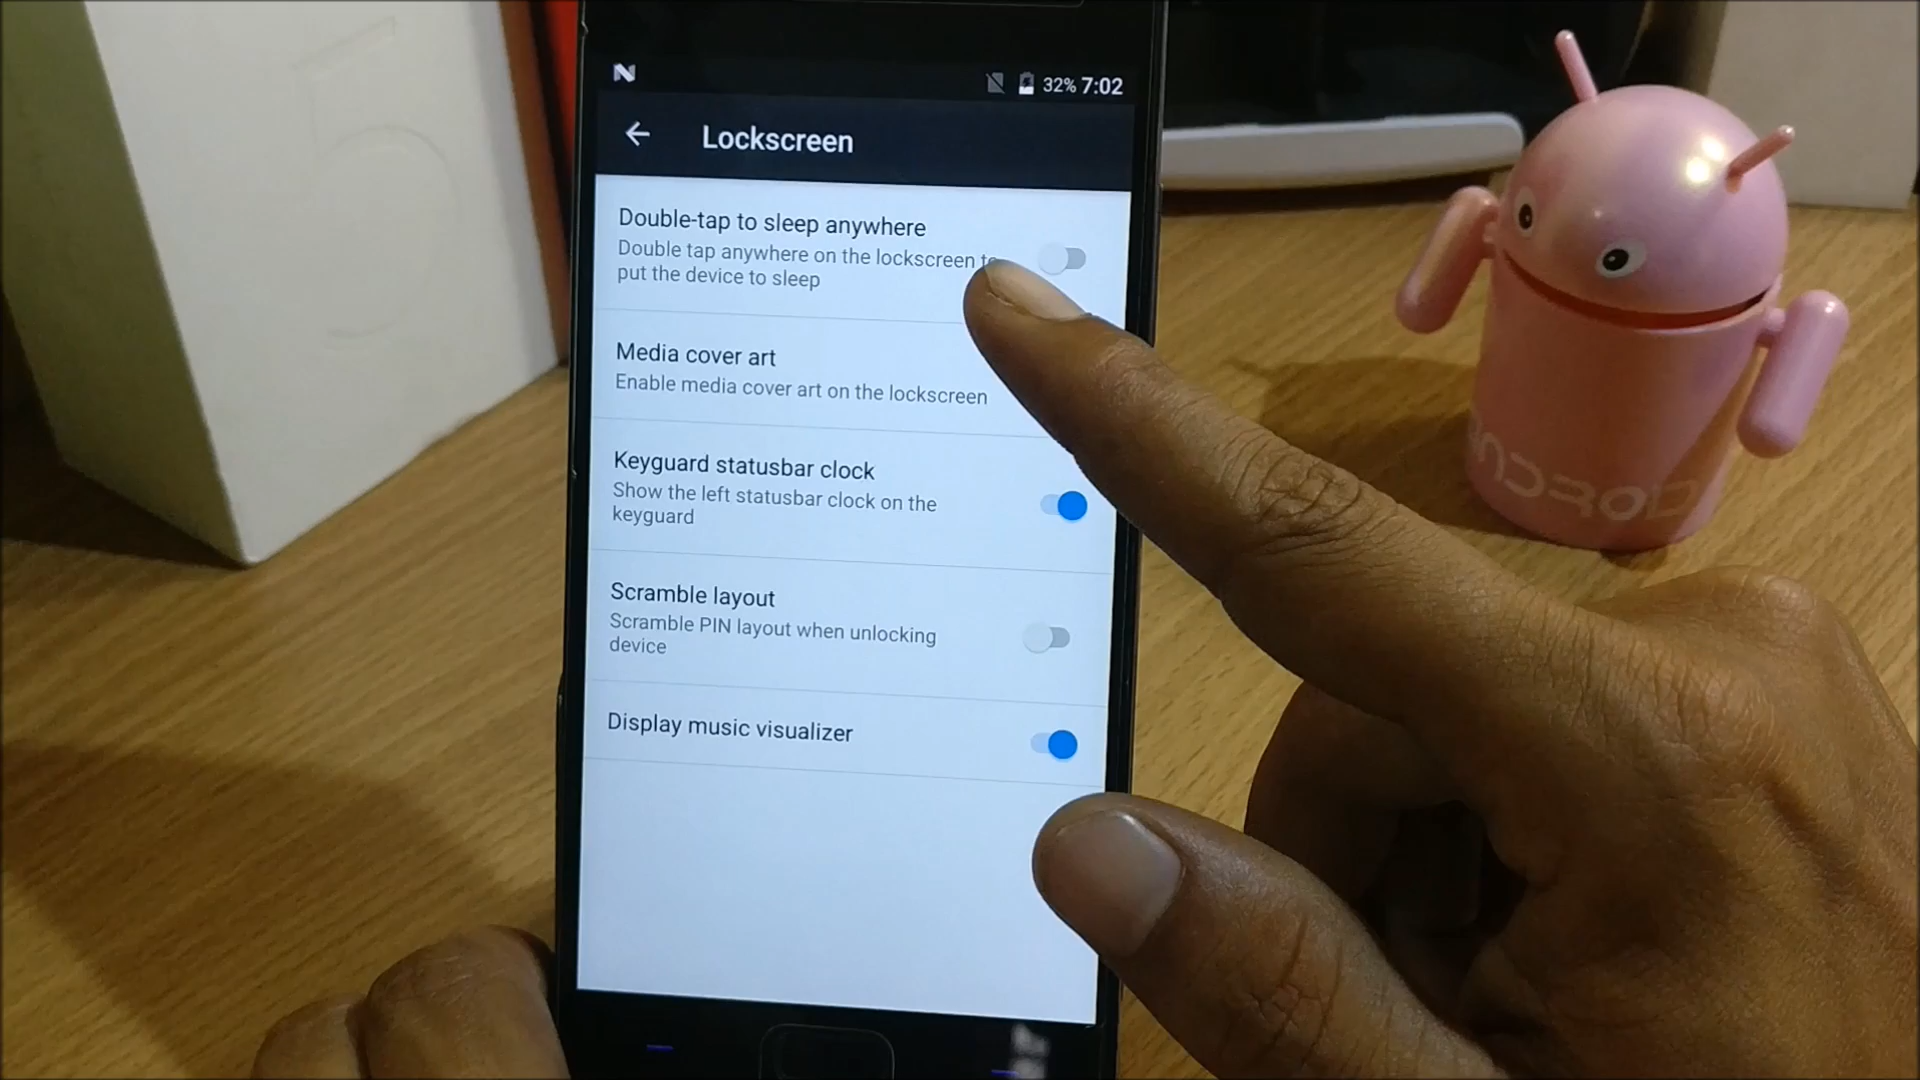 32% 7:02
Lockscreen
Double-tap to sleep anywhere
Double tap anywhere on the lockscreen to
put the device to sleep
Media cover art
Enable media cover art on the lockscreen
Keyguard statusbar clock
Show the left statusbar clock on the
keyguard
Scramble layout
Scramble PIN layout when unlocking
device
Display music visualizer
ANDROID
5